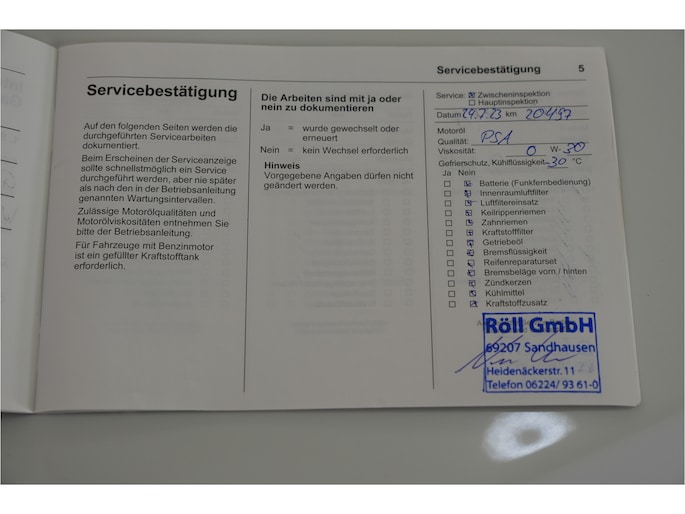 Servicebestätigung 5
Servicebestätigung
Auf den folgenden Seiten werden die
durchgeführten Servicearbeiten
dokumentiert.
Beim Erscheinen der Serviceanzeige
sollte schnellstmöglich ein Service
durchgeführt werden, aber nie später
als nach den in der Betriebsanleitung
genannten Wartungsintervallen.
Zulässige Motorölqualitäten und
Motorölviskositäten entnehmen Sie
bitte der Betriebsanleitung.
Für Fahrzeuge mit Benzinmotor
ist ein gefüllter Kraftstofftank
erforderlich.
Die Arbeiten sind mit ja oder
nein zu dokumentieren
Ja = wurde gewechselt oder
erneuert
Nein = kein Wechsel erforderlich
Hinweis
Vorgegebene Angaben dürfen nicht
geändert werden.
Service: ☒ Zwischeninspektion
☐ Hauptinspektion
Datum 24.7.23 km 204197
Motoröl
Qualität: PSA
Viskosität: 0 W- 30
Gefrierschutz, Kühlflüssigkeit -30 °C
Ja Nein
☐ ☒ Batterie (Funkfernbedienung)
☐ ☒ Innenraumluftfilter
☐ ☒ Luftfiltereinsatz
☐ ☒ Keilrippenriemen
☐ ☒ Zahnriemen
☐ ☒ Kraftstofffilter
☐ ☒ Getriebeöl
☐ ☒ Bremsflüssigkeit
☐ ☒ Reifenreparaturset
☐ ☒ Bremsbeläge vorn / hinten
☐ ☒ Zündkerzen
☐ ☒ Kühlmittel
☐ ☒ Kraftstoffzusatz
Röll GmbH
69207 Sandhausen
Heidenäckerstr. 11
Telefon 06224/ 93 61-0